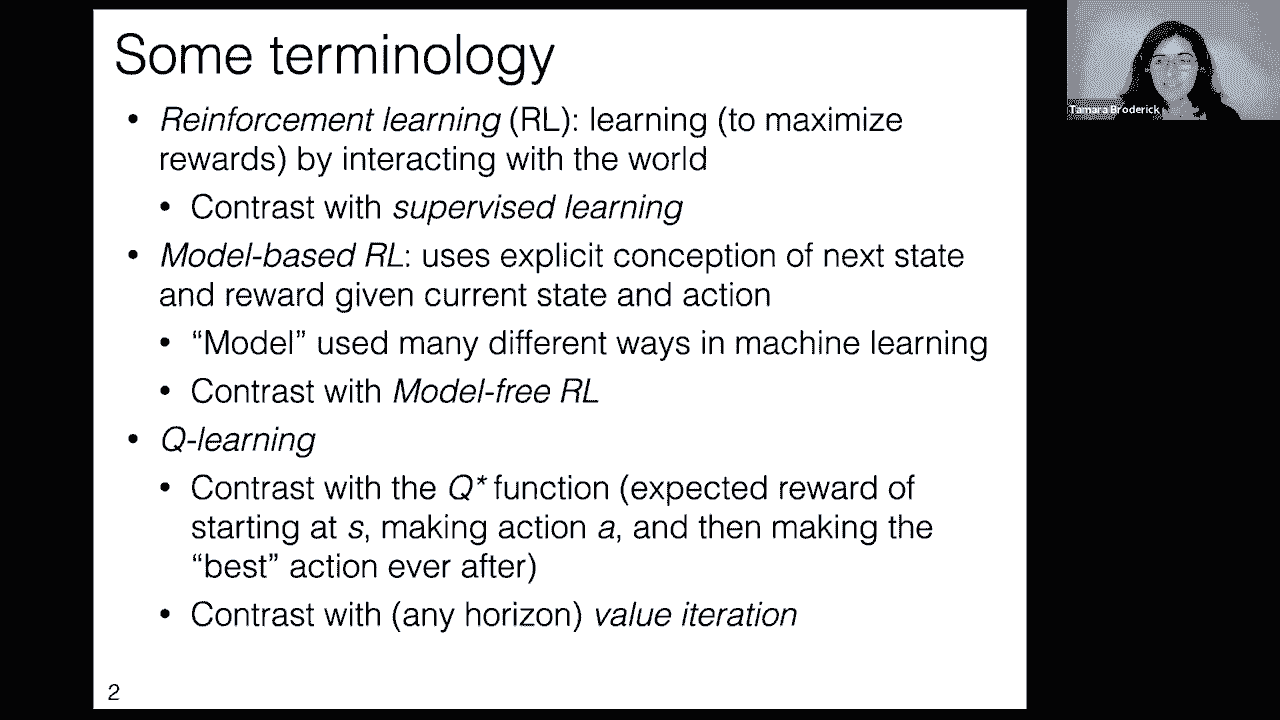 Some terminology
• Reinforcement learning (RL): learning (to maximize
rewards) by interacting with the world
• Contrast with supervised learning
• Model-based RL: uses explicit conception of next state
and reward given current state and action
• “Model” used many different ways in machine learning
• Contrast with Model-free RL
• Q-learning
• Contrast with the Q* function (expected reward of
starting at s, making action a, and then making the
“best” action ever after)
• Contrast with (any horizon) value iteration
2
Tamara Broderick